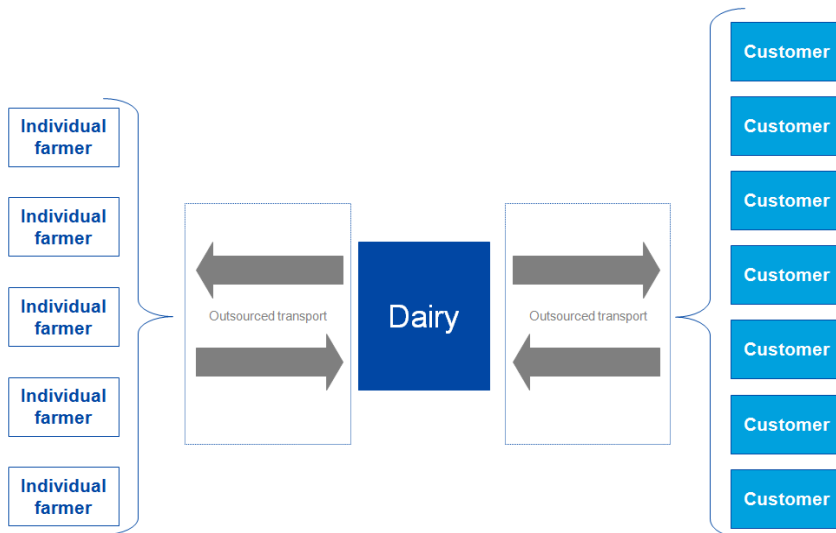 Individual
farmer
Individual
farmer
Individual
farmer
Individual
farmer
Individual
farmer
Outsourced transport
Dairy
Outsourced transport
Customer
Customer
Customer
Customer
Customer
Customer
Customer